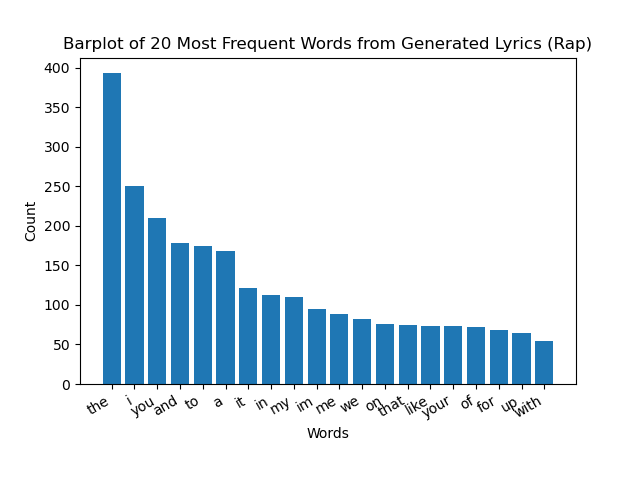 Barplot of 20 Most Frequent Words from Generated Lyrics (Rap)
400
350
300
250
200
150
100
50
0
Count
the i you and to a it in my im me we on that like your of for up with
Words